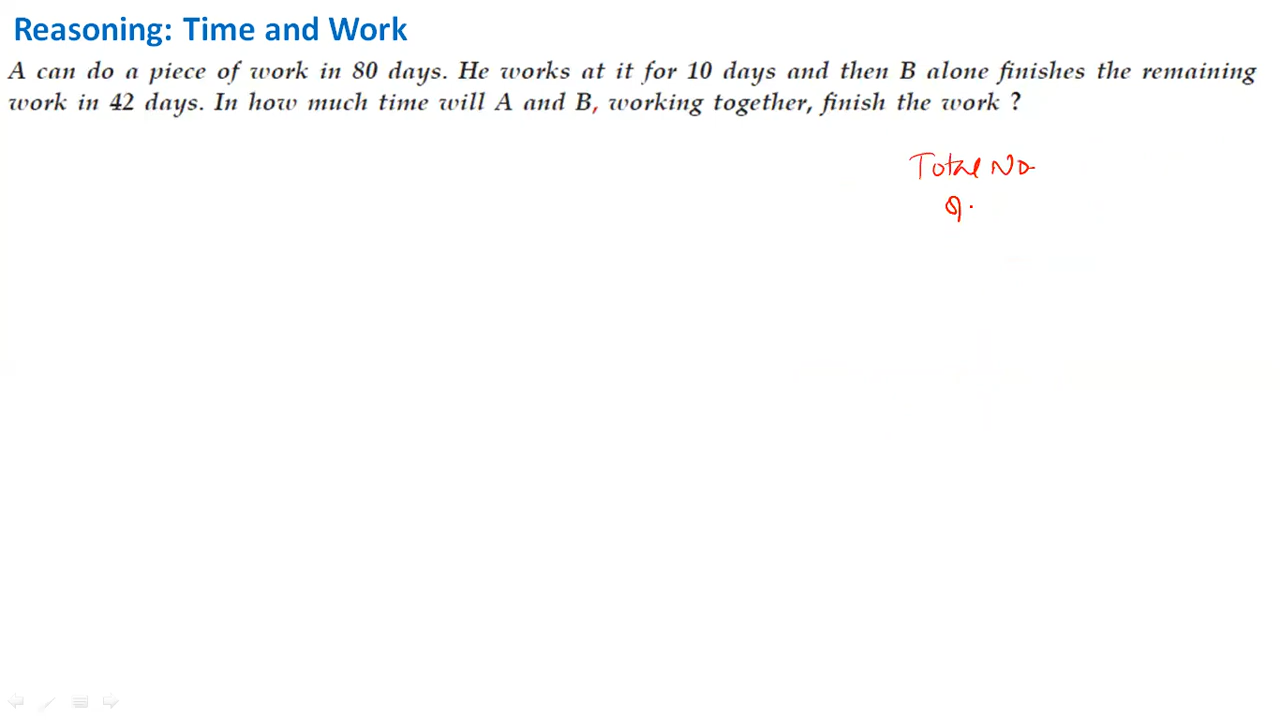 Reasoning: Time and Work
A can do a piece of work in 80 days. He works at it for 10 days and then B alone finishes the remaining
work in 42 days. In how much time will A and B, working together, finish the work ?
Total No